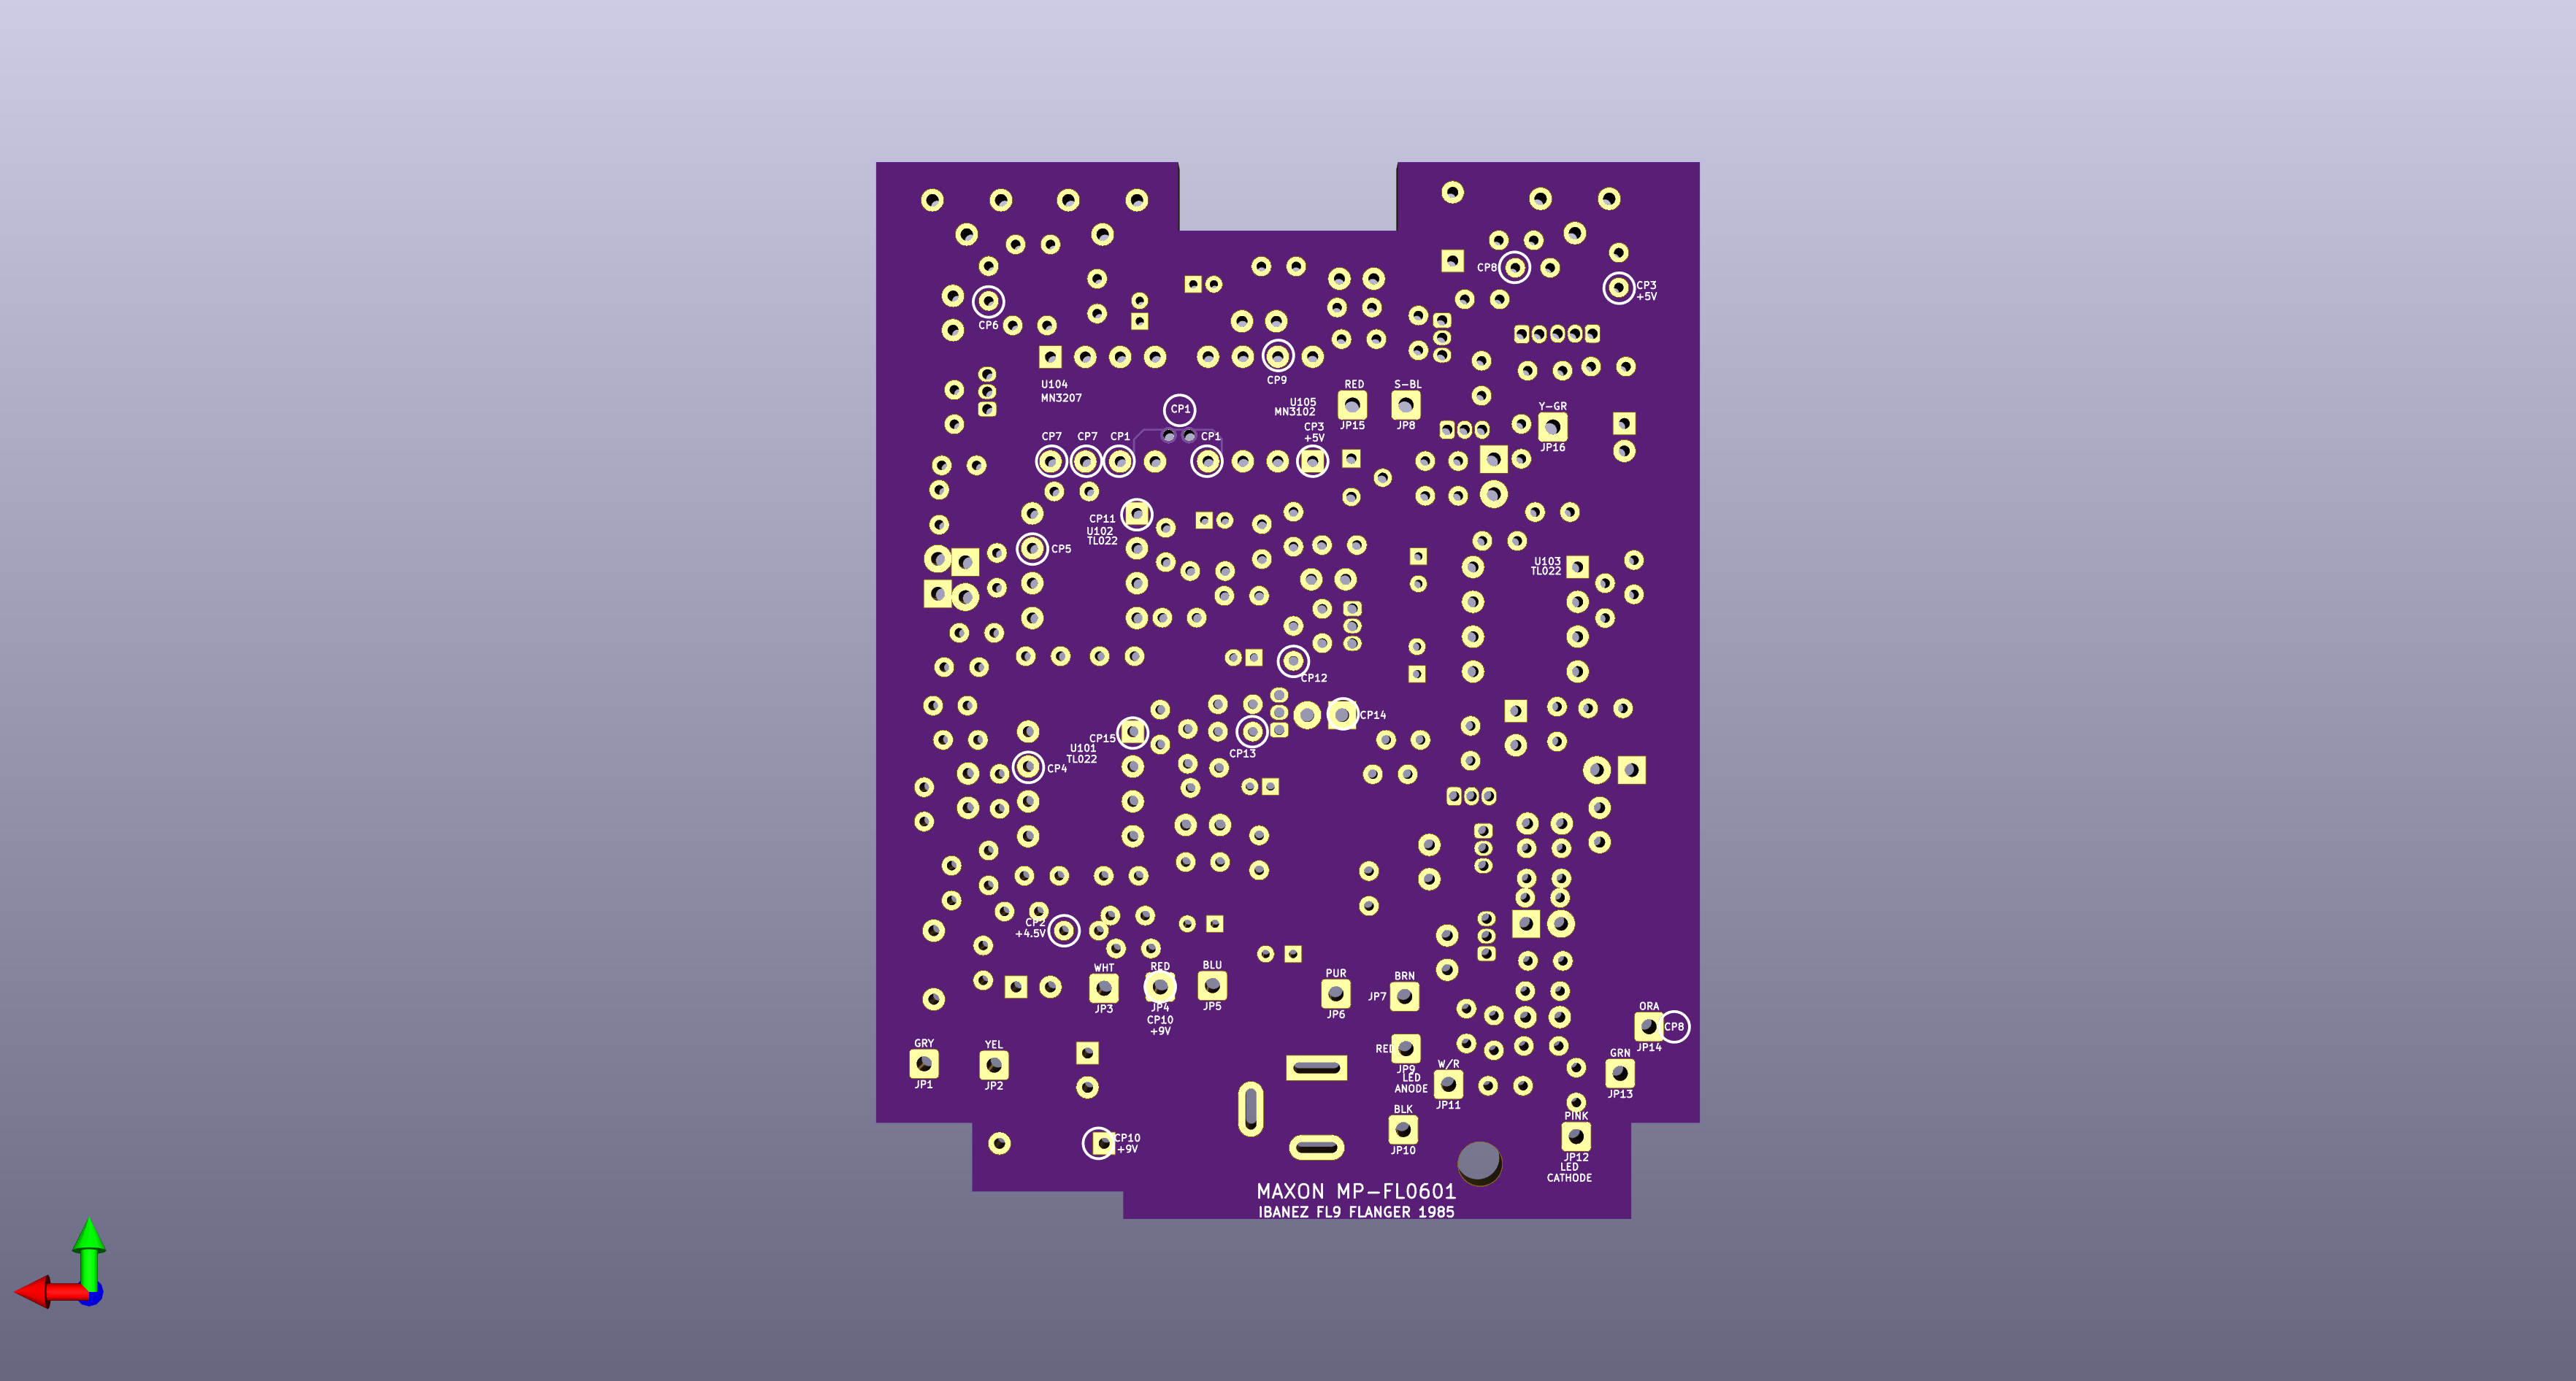 CP8
CP3
+5V
CP6
CP9
U104
MN3207
RED
S-BL
CP1
U105
MN3102
Y-GR
JP15
JP8
CP3
+5V
CP7
CP7
CP1
CP1
JP16
CP11
U102
TL022
CP5
U103
TL022
CP12
CP14
CP15
U101
TL022
CP13
CP4
CP2
+4.5V
WHT
RED
BLU
PUR
BRN
JP7
JP3
JP4
JP5
JP6
CP10
+9V
ORA
CP8
JP14
GRY
YEL
RED
GRN
JP9
W/R
LED
ANODE
JP1
JP2
JP11
JP13
BLK
PINK
CP10
+9V
JP10
JP12
LED
CATHODE
MAXON MP-FL0601
IBANEZ FL9 FLANGER 1985